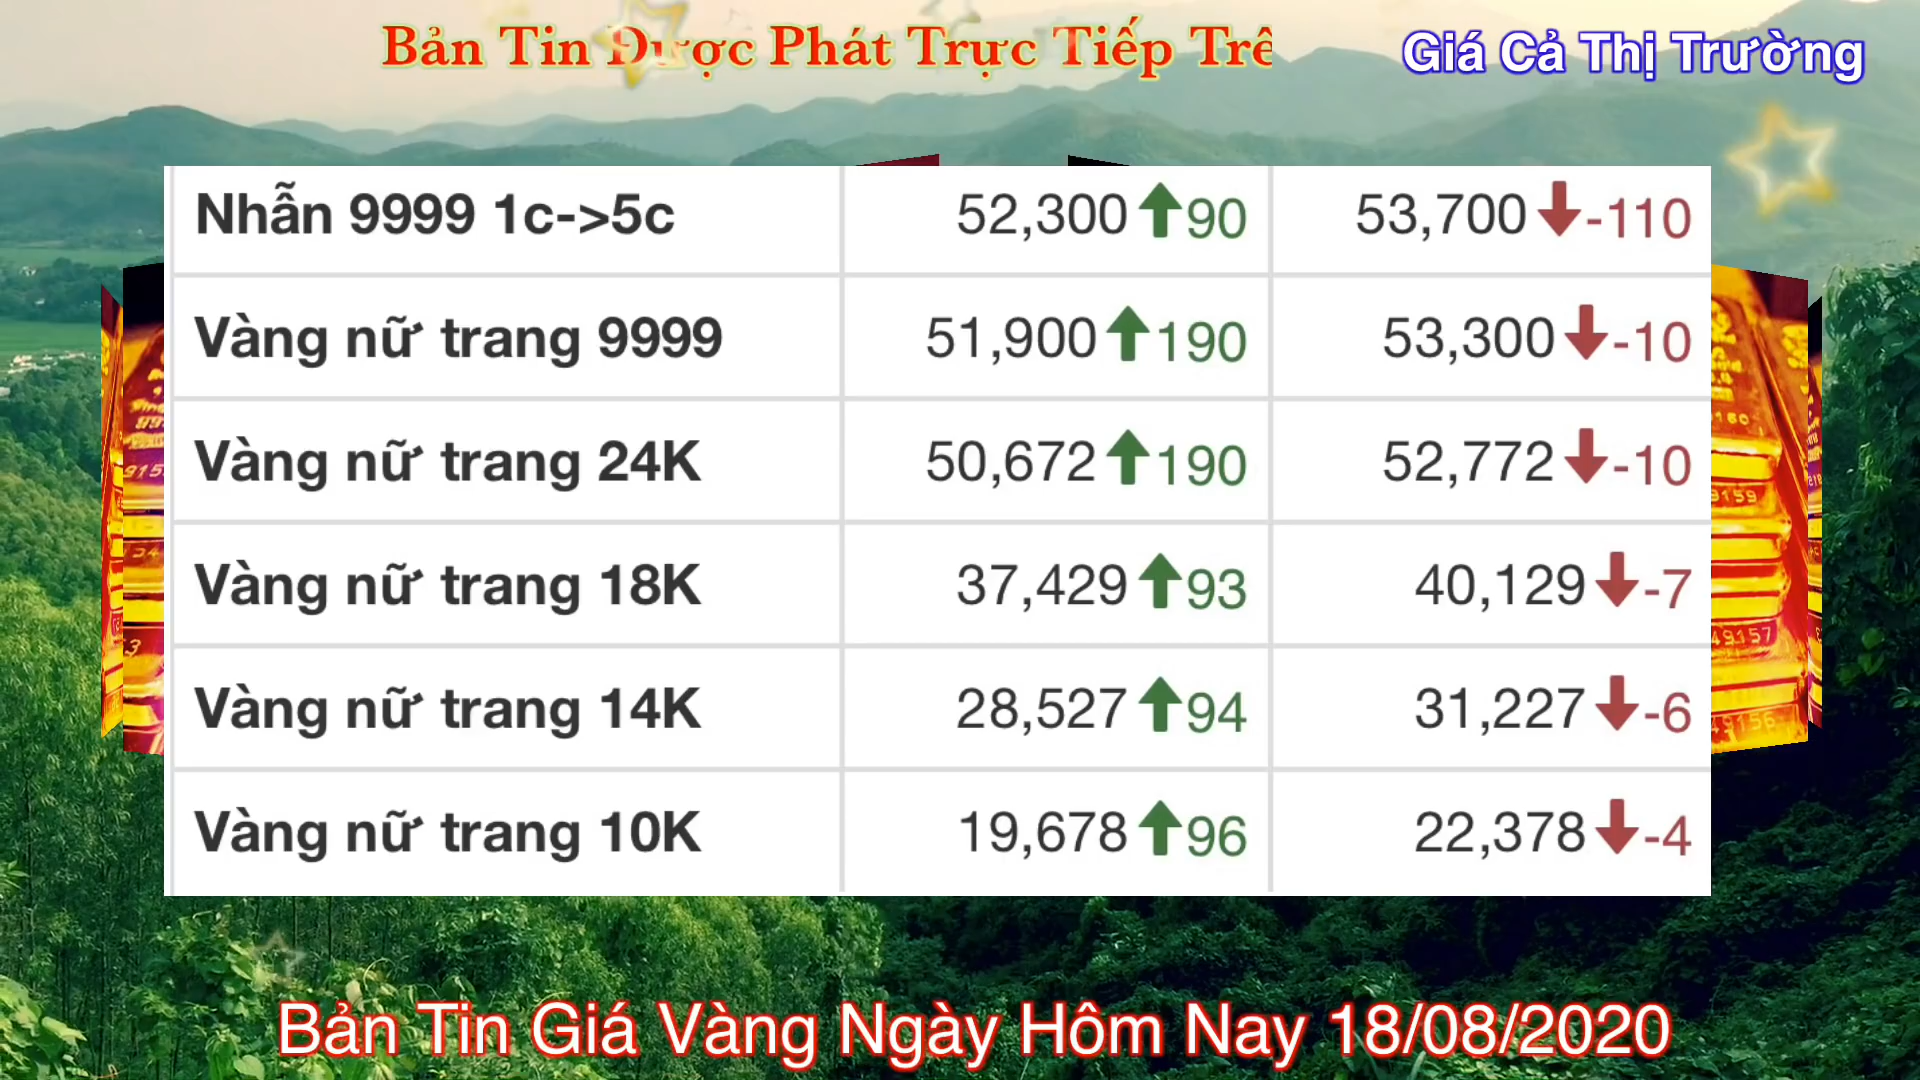 Bản Tin Được Phát Trực Tiếp Trê
Giá Cả Thị Trường
Nhẫn 9999 1c->5c 52,300 90 53,700 -110
Vàng nữ trang 9999 51,900 190 53,300 -10
Vàng nữ trang 24K 50,672 190 52,772 -10
Vàng nữ trang 18K 37,429 93 40,129 -7
Vàng nữ trang 14K 28,527 94 31,227 -6
Vàng nữ trang 10K 19,678 96 22,378 -4
Bản Tin Giá Vàng Ngày Hôm Nay 18/08/2020